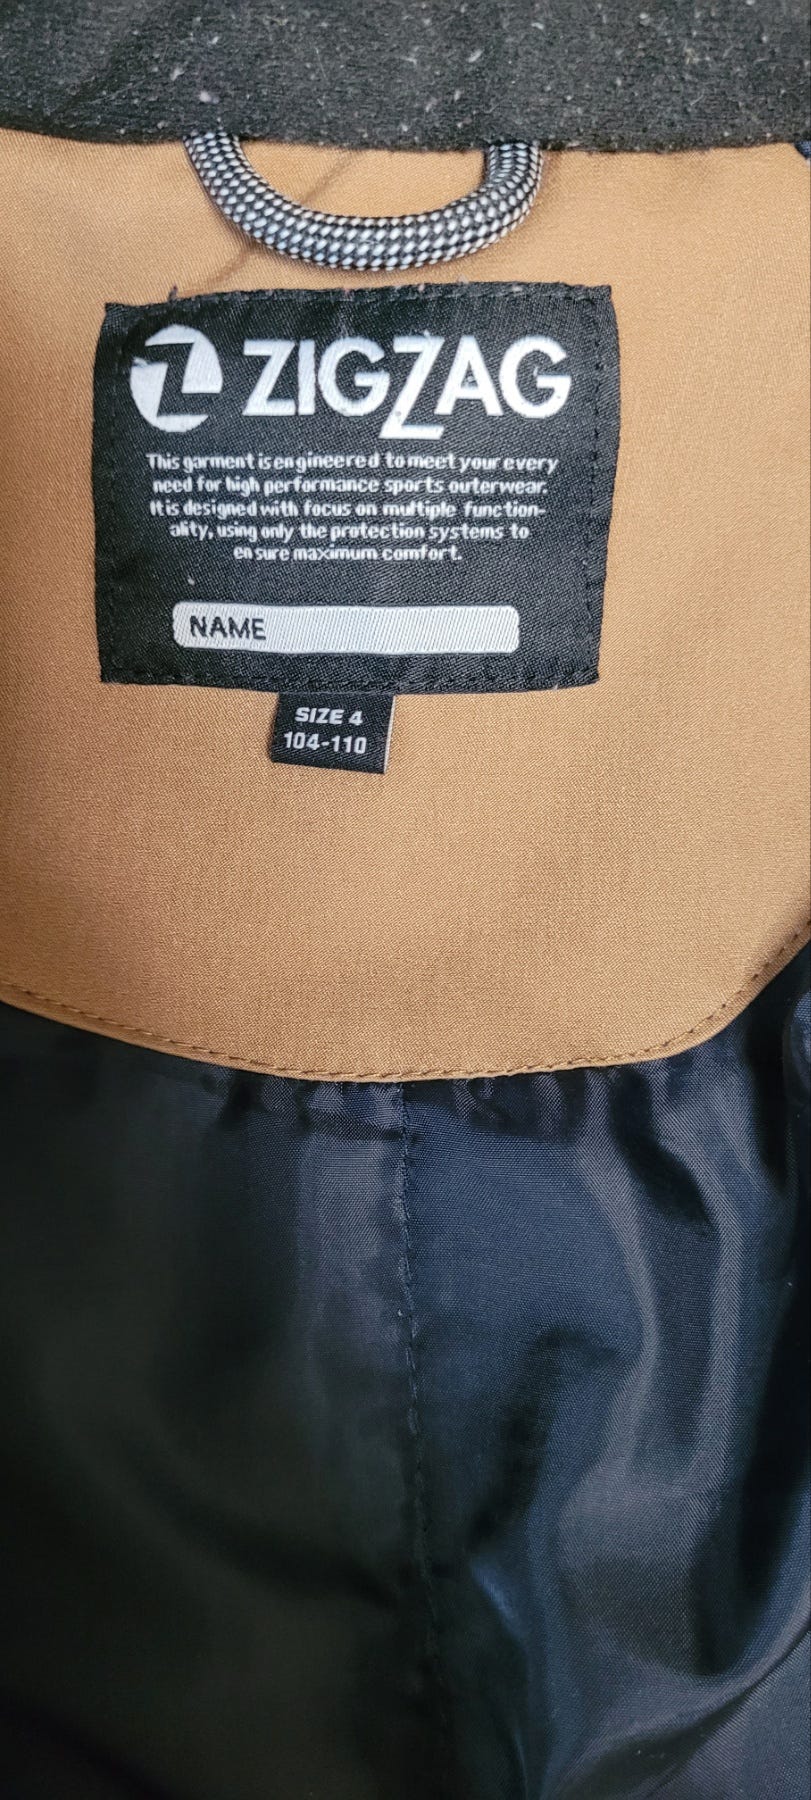 ZIGZAG
This garment is engineered to meet your every
need for high performance sports outerwear.
It is designed with focus on multiple function-
ality, using only the protection systems to
ensure maximum comfort.
NAME
SIZE 4
104-110